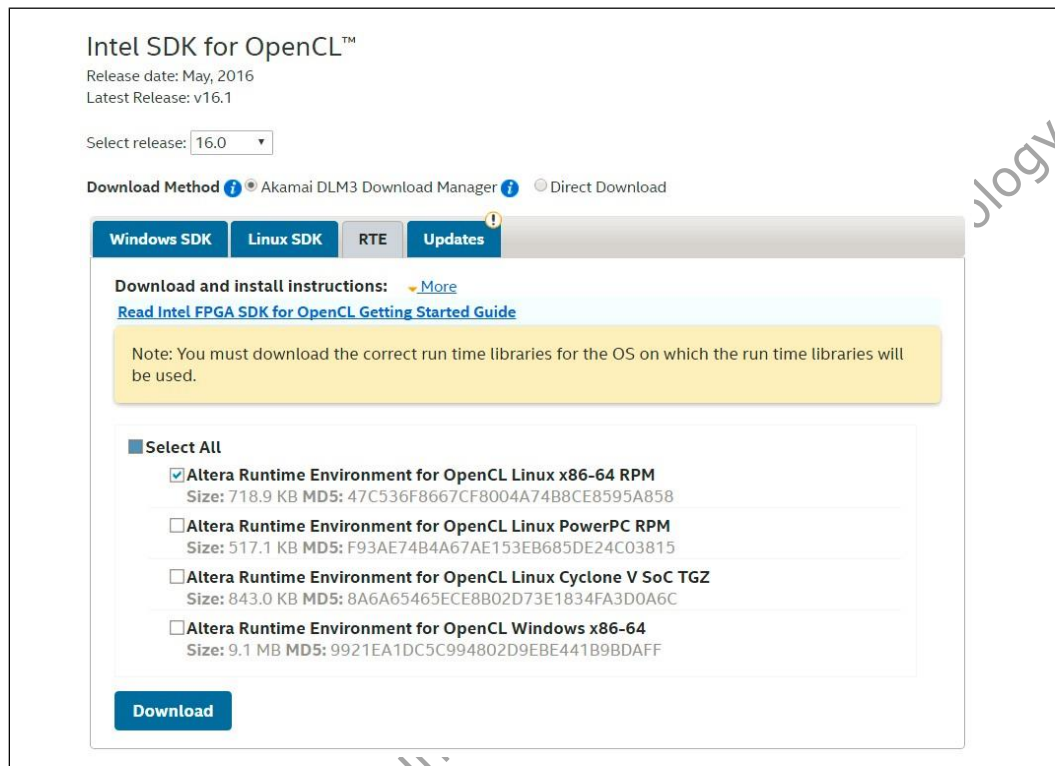 Intel SDK for OpenCL™
Release date: May, 2016
Latest Release: v16.1
Select release: 16.0
Download Method i Akamai DLM3 Download Manager i Direct Download
Windows SDK Linux SDK RTE Updates !
Download and install instructions: More
Read Intel FPGA SDK for OpenCL Getting Started Guide
Note: You must download the correct run time libraries for the OS on which the run time libraries will
be used.
Select All
Altera Runtime Environment for OpenCL Linux x86-64 RPM
Size: 718.9 KB MD5: 47C536F8667CF8004A74B8CE8595A858
Altera Runtime Environment for OpenCL Linux PowerPC RPM
Size: 517.1 KB MD5: F93AE74B4A67AE153EB685DE24C03815
Altera Runtime Environment for OpenCL Linux Cyclone V SoC TGZ
Size: 843.0 KB MD5: 8A6A65465ECE8B02D73E1834FA3D0A6C
Altera Runtime Environment for OpenCL Windows x86-64
Size: 9.1 MB MD5: 9921EA1DC5C994802D9EBE441B9BDAFF
Download